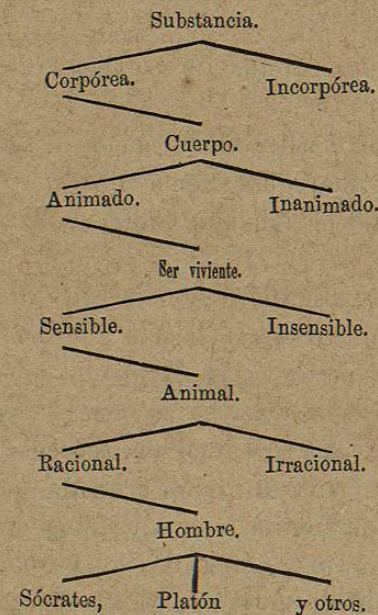 Substancia.
Corpórea. Incorpórea.
Cuerpo.
Animado. Inanimado.
Ser viviente.
Sensible. Insensible.
Animal.
Racional. Irracional.
Hombre.
Sócrates, Platón y otros.